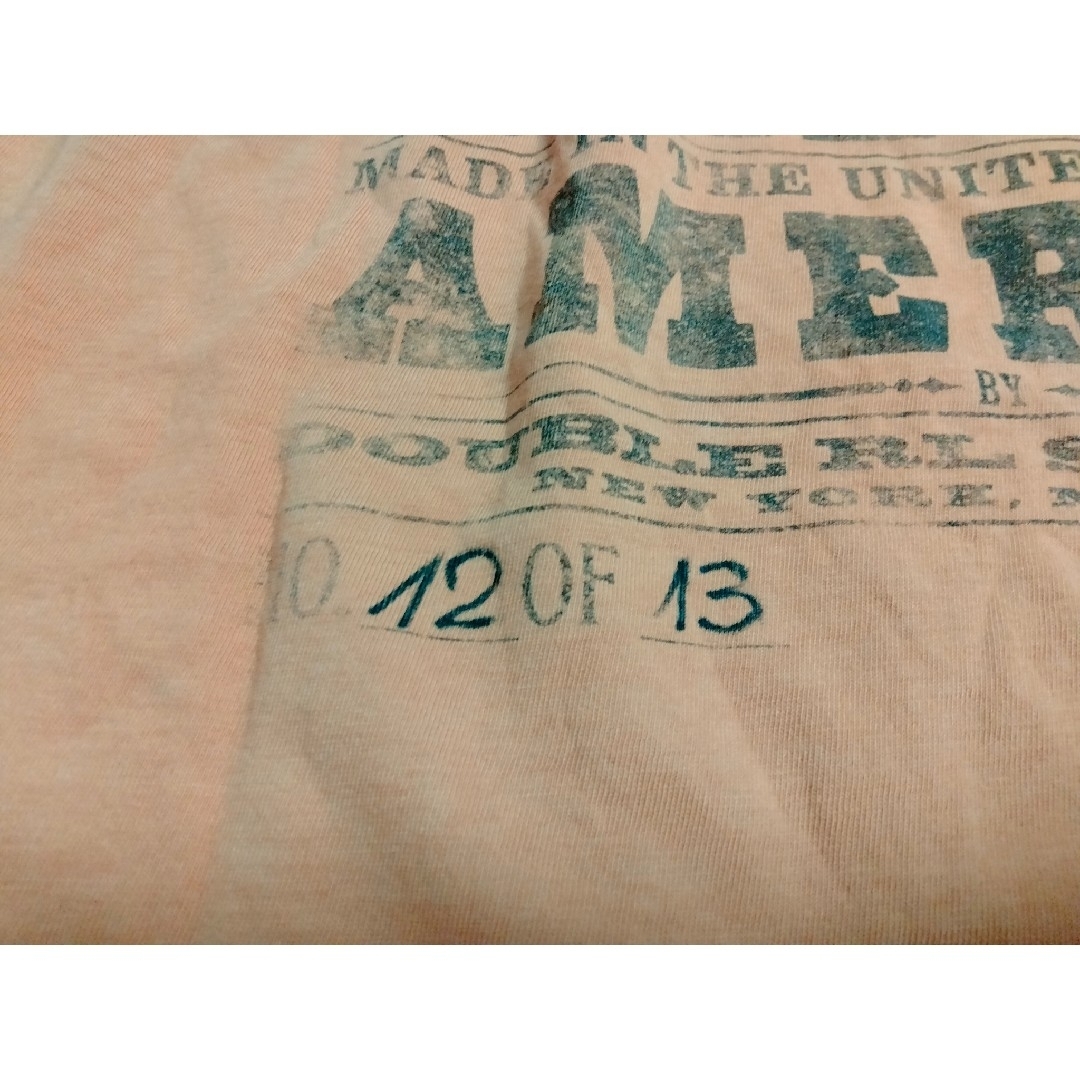 MADE IN THE UNITE
AMER
BY
DOUBLE RL S
NEW YORK, N
NO. 12 OF 13